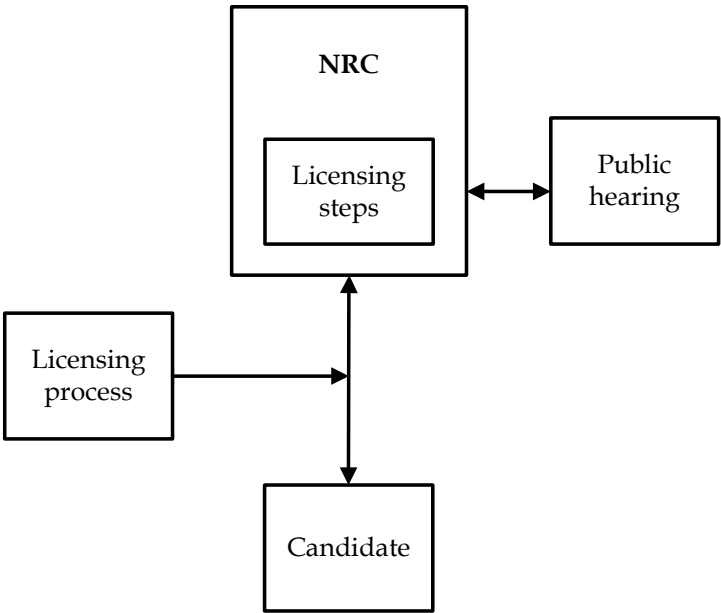 NRC
Licensing
steps
Public
hearing
Licensing
process
Candidate